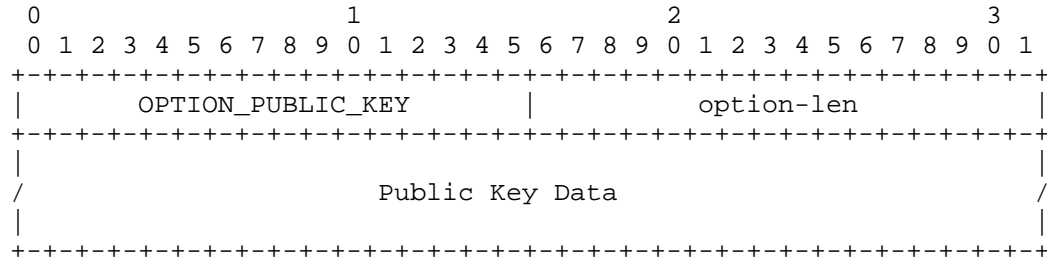 0                   1                   2                   3
 0 1 2 3 4 5 6 7 8 9 0 1 2 3 4 5 6 7 8 9 0 1 2 3 4 5 6 7 8 9 0 1
+-+-+-+-+-+-+-+-+-+-+-+-+-+-+-+-+-+-+-+-+-+-+-+-+-+-+-+-+-+-+-+-+
|       OPTION_PUBLIC_KEY       |          option-len           |
+-+-+-+-+-+-+-+-+-+-+-+-+-+-+-+-+-+-+-+-+-+-+-+-+-+-+-+-+-+-+-+-+
|                                                               |
/                      Public Key Data                          /
|                                                               |
+-+-+-+-+-+-+-+-+-+-+-+-+-+-+-+-+-+-+-+-+-+-+-+-+-+-+-+-+-+-+-+-+